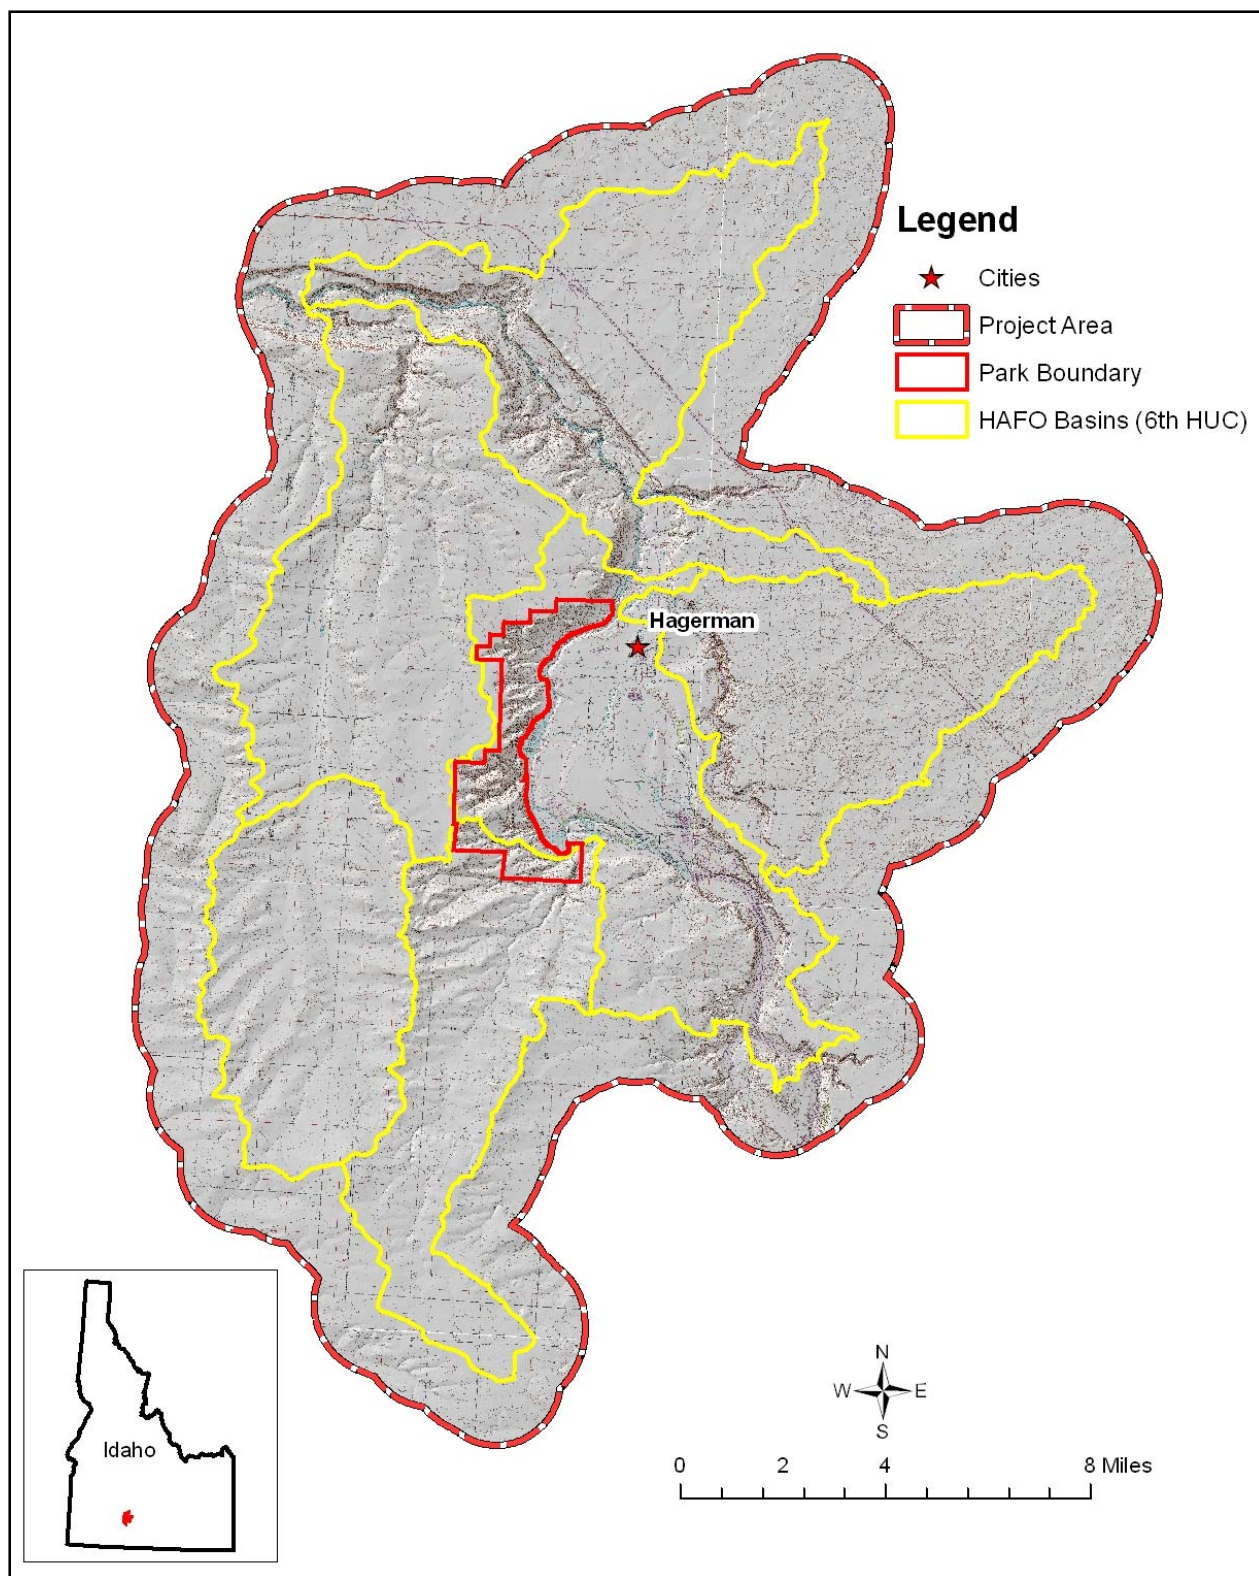 Legend
Cities
Project Area
Park Boundary
HAFO Basins (6th HUC)
Hagerman
Idaho
N
W E
S
0 2 4 8 Miles